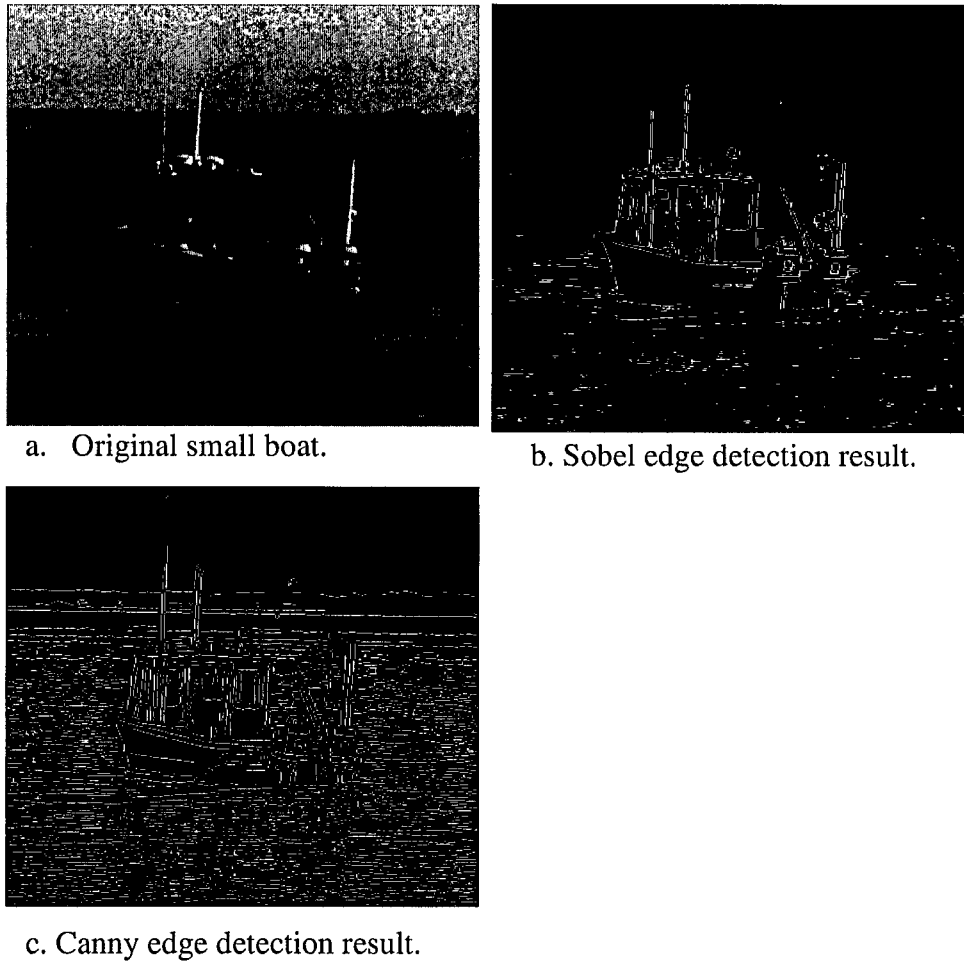 a. Original small boat.
b. Sobel edge detection result.
c. Canny edge detection result.